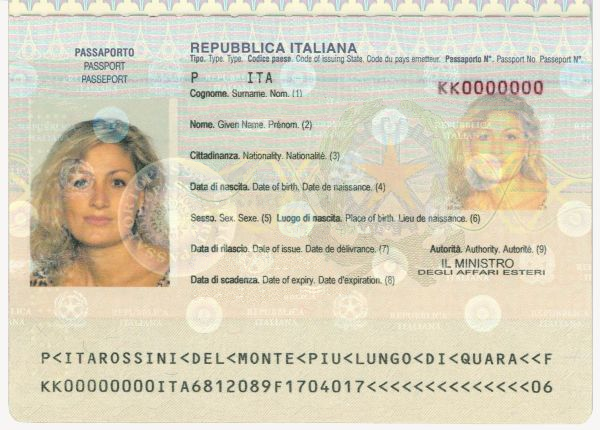 PASSAPORTO
PASSPORT
PASSEPORT
REPUBBLICA ITALIANA
Tipo. Type. Type. Codice paese. Code of issuing State. Code du pays émetteur. Passaporto N°. Passport No. Passeport N°.
P ITA KK0000000
Cognome. Surname. Nom. (1)
Nome. Given Name. Prénom. (2)
Cittadinanza. Nationality. Nationalité. (3)
Data di nascita. Date of birth. Date de naissance. (4)
Sesso. Sex. Sexe. (5) Luogo di nascita. Place of birth. Lieu de naissance. (6)
Data di rilascio. Date of issue. Date de délivrance. (7) Autorità. Authority. Autorité. (9)
IL MINISTRO
DEGLI AFFARI ESTERI
Data di scadenza. Date of expiry. Date d'expiration. (8)
REPUBBLICA ITALIANA
P<ITAROSSINI<DEL<MONTE<PIU<LUNGO<DI<QUARA<<F
KK00000000ITA6812089F1704017<<<<<<<<<<<<<<06